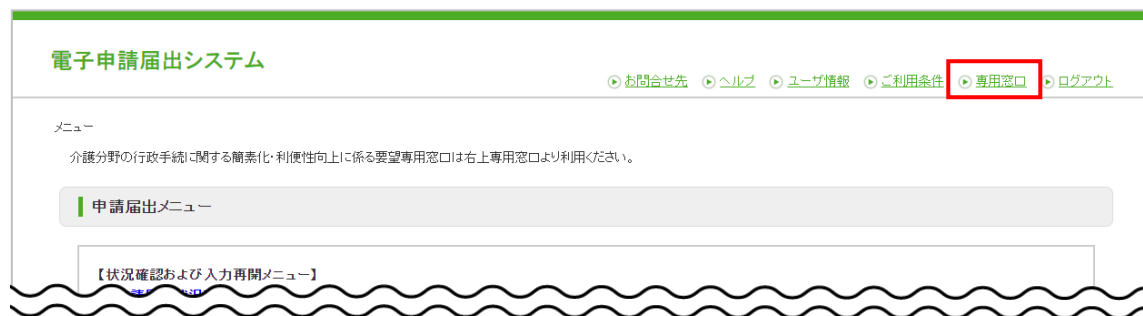 電子申請届出システム
お問合せ先 ヘルプ ユーザ情報 ご利用条件 専用窓口 ログアウト
メニュー
介護分野の行政手続に関する簡素化・利便性向上に係る要望専用窓口は右上専用窓口より利用ください。
申請届出メニュー
【状況確認および入力再開メニュー】